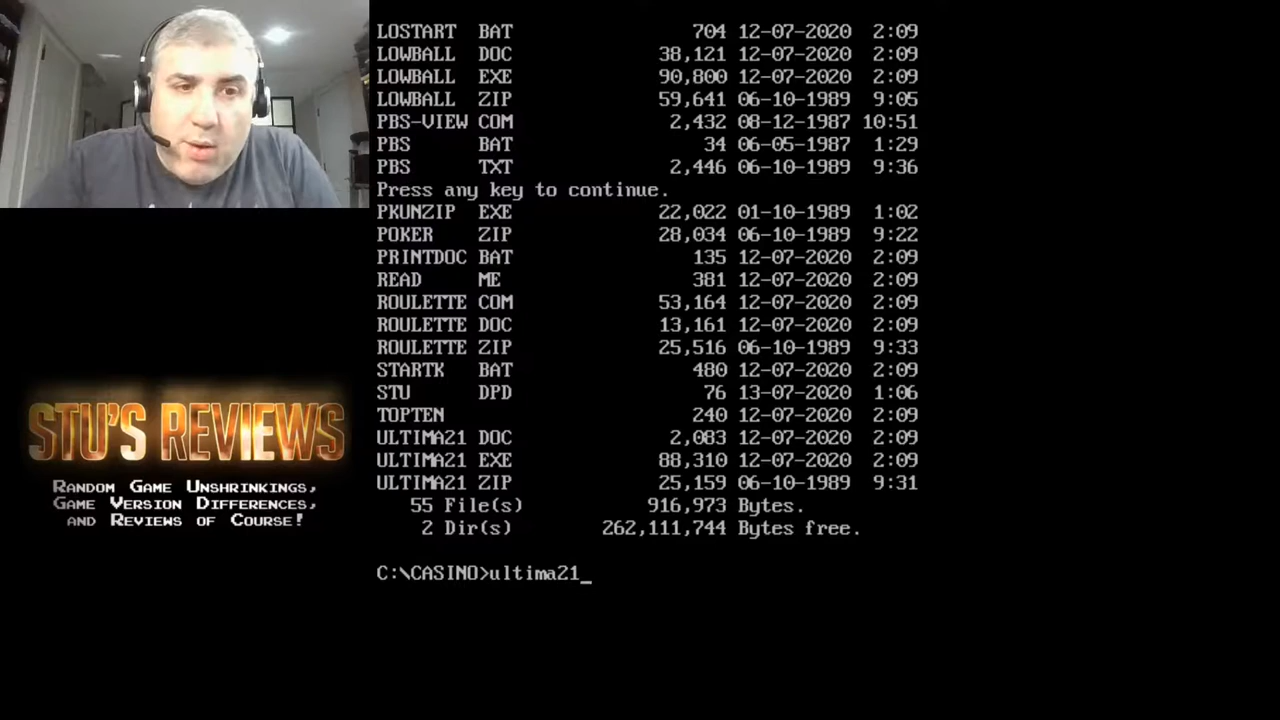 LOSTART BAT 704 12-07-2020 2:09
LOWBALL DOC 38,121 12-07-2020 2:09
LOWBALL EXE 90,800 12-07-2020 2:09
LOWBALL ZIP 59,641 06-10-1989 9:05
PBS-VIEW COM 2,432 08-12-1987 10:51
PBS BAT 34 06-05-1987 1:29
PBS TXT 2,446 06-10-1989 9:36
Press any key to continue.
PKUNZIP EXE 22,022 01-10-1989 1:02
POKER ZIP 28,034 06-10-1989 9:22
PRINTDOC BAT 135 12-07-2020 2:09
READ ME 381 12-07-2020 2:09
ROULETTE COM 53,164 12-07-2020 2:09
ROULETTE DOC 13,161 12-07-2020 2:09
ROULETTE ZIP 25,516 06-10-1989 9:33
STARTK BAT 480 12-07-2020 2:09
STU DPD 76 13-07-2020 1:06
TOPTEN 240 12-07-2020 2:09
ULTIMA21 DOC 2,083 12-07-2020 2:09
ULTIMA21 EXE 88,310 12-07-2020 2:09
ULTIMA21 ZIP 25,159 06-10-1989 9:31
55 File(s) 916,973 Bytes.
2 Dir(s) 262,111,744 Bytes free.
C:\CASINO>ultima21_
STU'S REVIEWS
RANDOM GAME UNSHRINKINGS,
GAME VERSION DIFFERENCES,
AND REVIEWS OF COURSE!